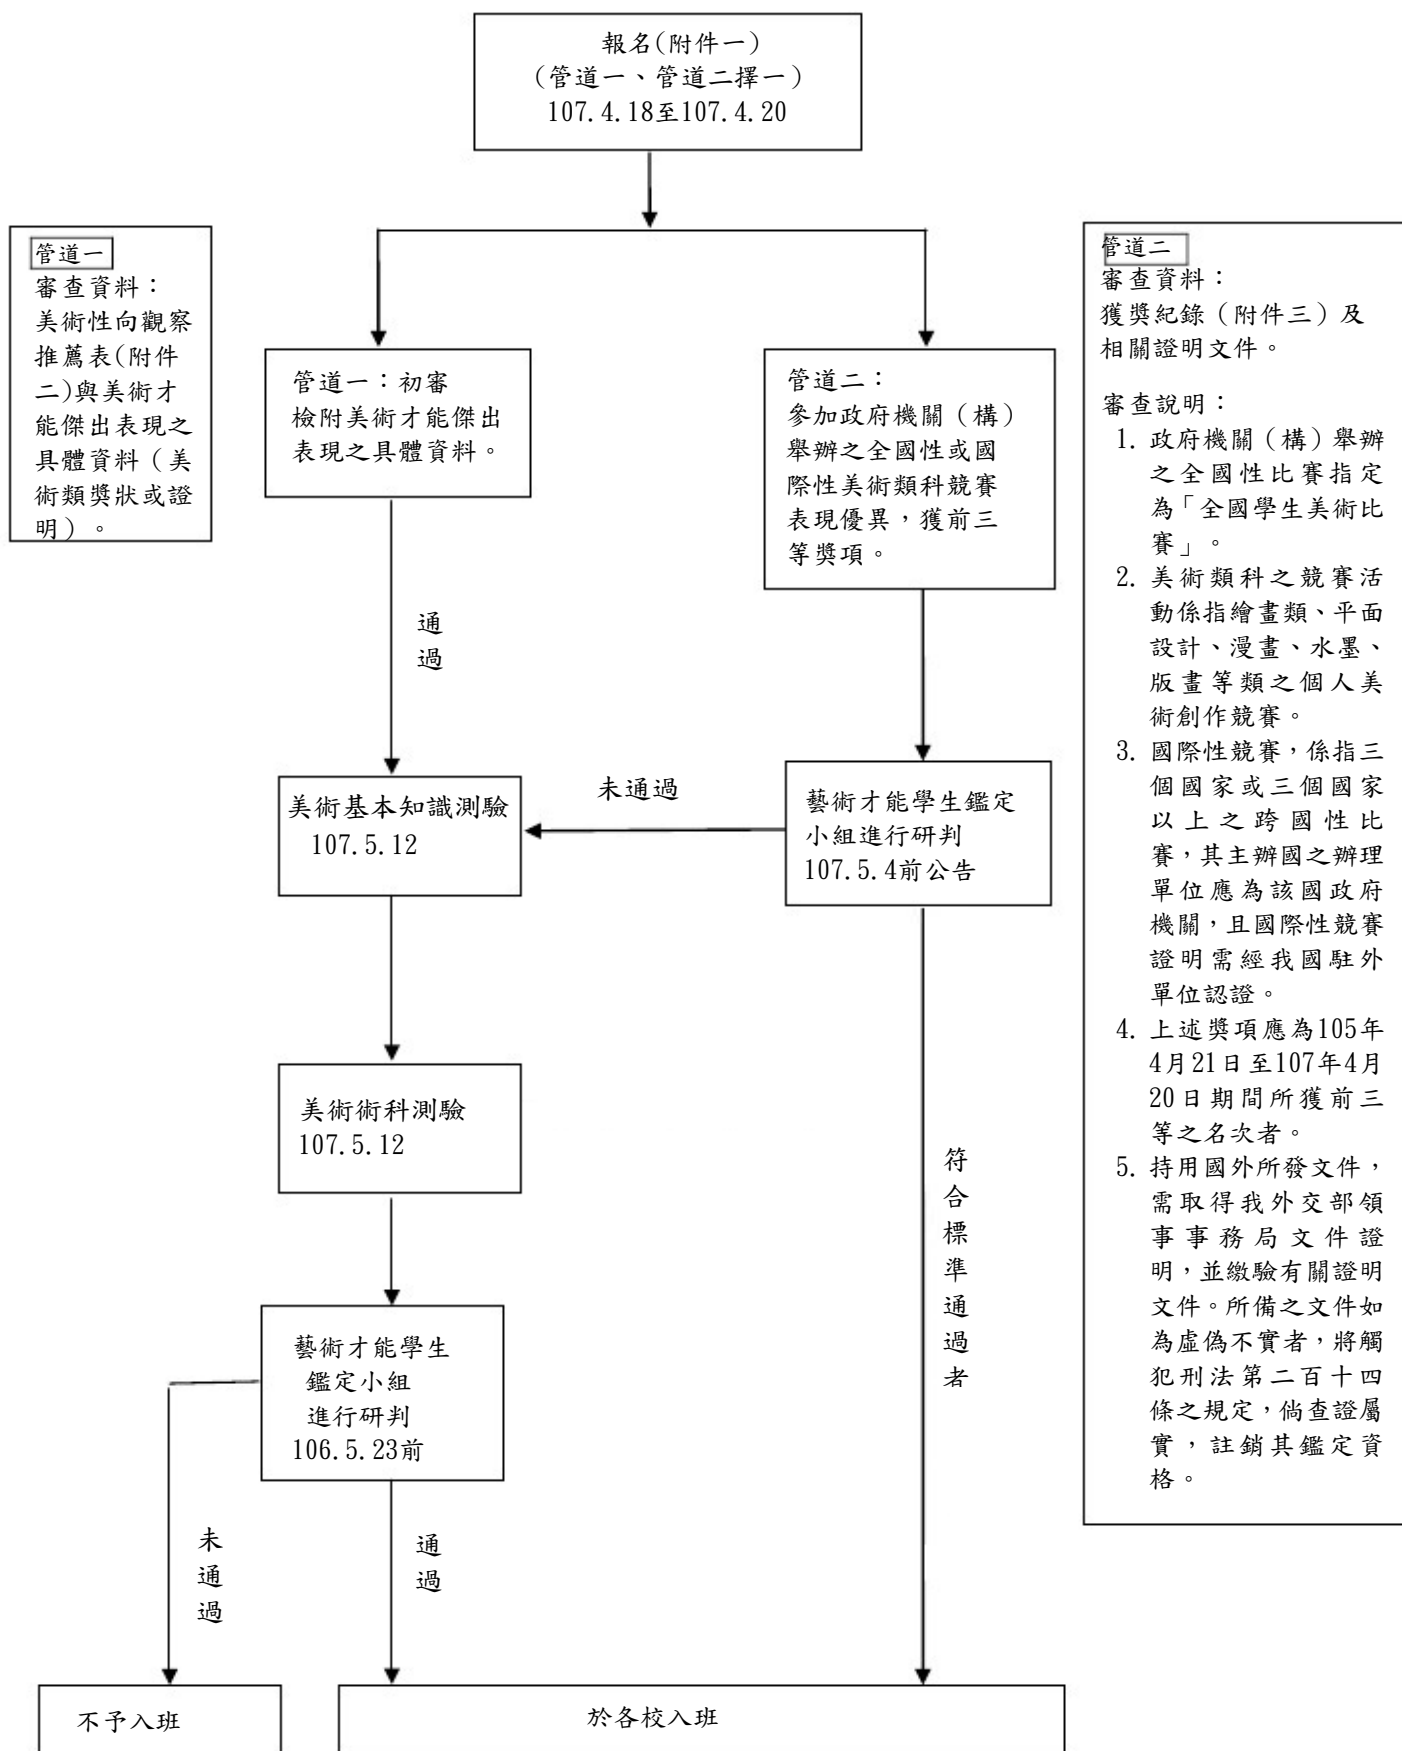 報名(附件一)
(管道一、管道二擇一)
107.4.18至107.4.20
管道一
審查資料：
美術性向觀察
推薦表(附件
二)與美術才
能傑出表現之
具體資料（美
術類獎狀或證
明）。
管道一：初審
檢附美術才能傑出
表現之具體資料。
管道二：
參加政府機關（構）
舉辦之全國性或國
際性美術類科競賽
表現優異，獲前三
等獎項。
管道二
審查資料：
獲獎紀錄（附件三）及
相關證明文件。
審查說明：
1. 政府機關（構）舉辦
之全國性比賽指定
為「全國學生美術比
賽」。
2. 美術類科之競賽活
動係指繪畫類、平面
設計、漫畫、水墨、
版畫等類之個人美
術創作競賽。
3. 國際性競賽，係指三
個國家或三個國家
以上之跨國性比
賽，其主辦國之辦理
單位應為該國政府
機關，且國際性競賽
證明需經我國駐外
單位認證。
4. 上述獎項應為105年
4月21日至107年4月
20日期間所獲前三
等之名次者。
5. 持用國外所發文件，
需取得我外交部領
事事務局文件證
明，並繳驗有關證明
文件。所備之文件如
為虛偽不實者，將觸
犯刑法第二百十四
條之規定，倘查證屬
實，註銷其鑑定資
格。
通過
美術基本知識測驗
107.5.12
未通過
藝術才能學生鑑定
小組進行研判
107.5.4前公告
美術術科測驗
107.5.12
符合標準通過者
藝術才能學生
鑑定小組
進行研判
106.5.23前
未通過
通過
不予入班
於各校入班